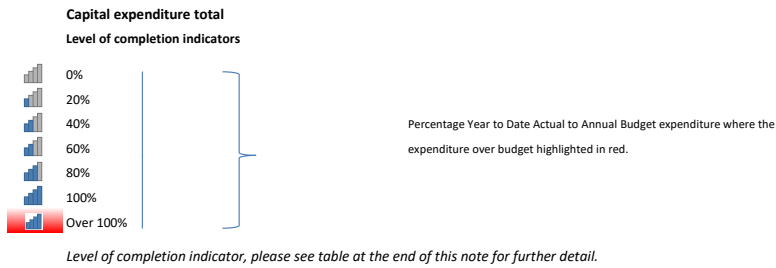 Capital expenditure total
Level of completion indicators
0%
20%
40%
60%
80%
100%
Over 100%
Percentage Year to Date Actual to Annual Budget expenditure where the
expenditure over budget highlighted in red.
Level of completion indicator, please see table at the end of this note for further detail.